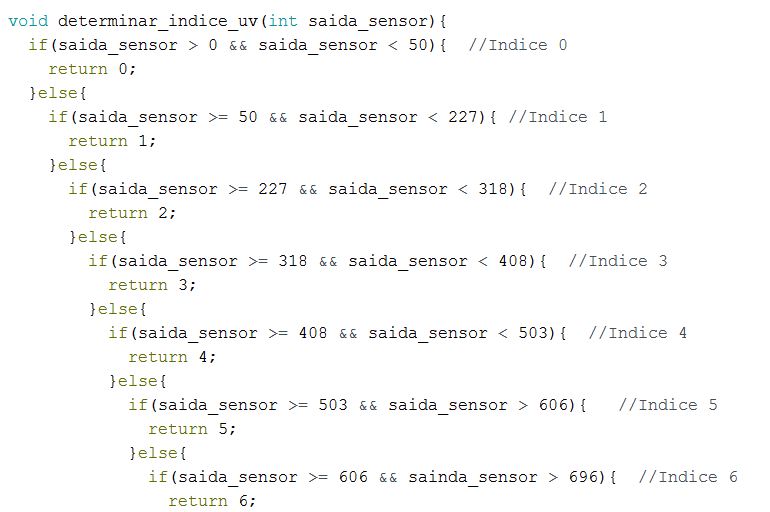 void determinar_indice_uv(int saida_sensor){
if(saida_sensor > 0 && saida_sensor < 50){ //Indice 0
return 0;
}else{
if(saida_sensor >= 50 && saida_sensor < 227){ //Indice 1
return 1;
}else{
if(saida_sensor >= 227 && saida_sensor < 318){ //Indice 2
return 2;
}else{
if(saida_sensor >= 318 && saida_sensor < 408){ //Indice 3
return 3;
}else{
if(saida_sensor >= 408 && saida_sensor < 503){ //Indice 4
return 4;
}else{
if(saida_sensor >= 503 && saida_sensor > 606){ //Indice 5
return 5;
}else{
if(saida_sensor >= 606 && sainda_sensor > 696){ //Indice 6
return 6;